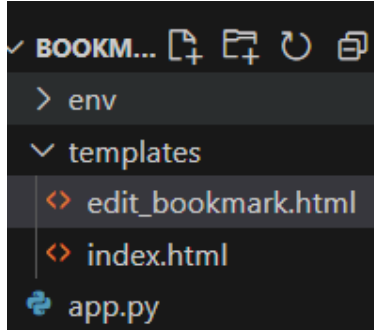 BOOKM...
env
templates
edit_bookmark.html
index.html
app.py